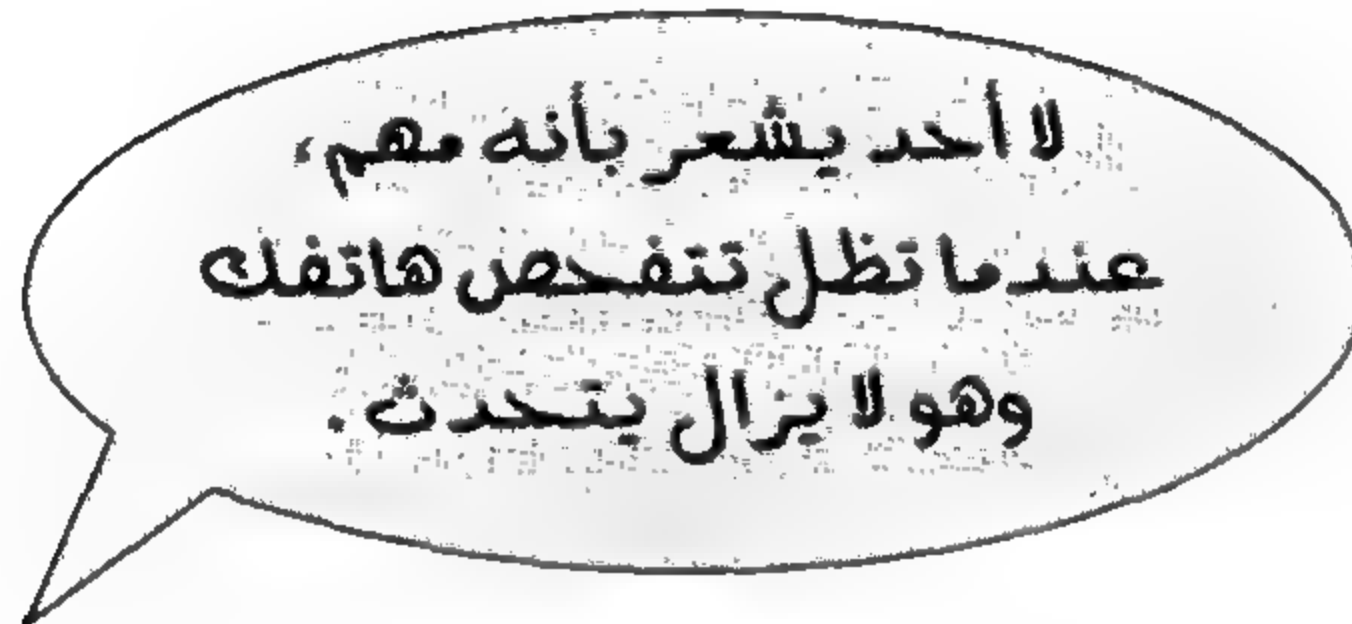 لا أحد يشعر بأنه مهم،
عندما تظل تتفحص هاتفك
وهو لا يزال يتحدث.